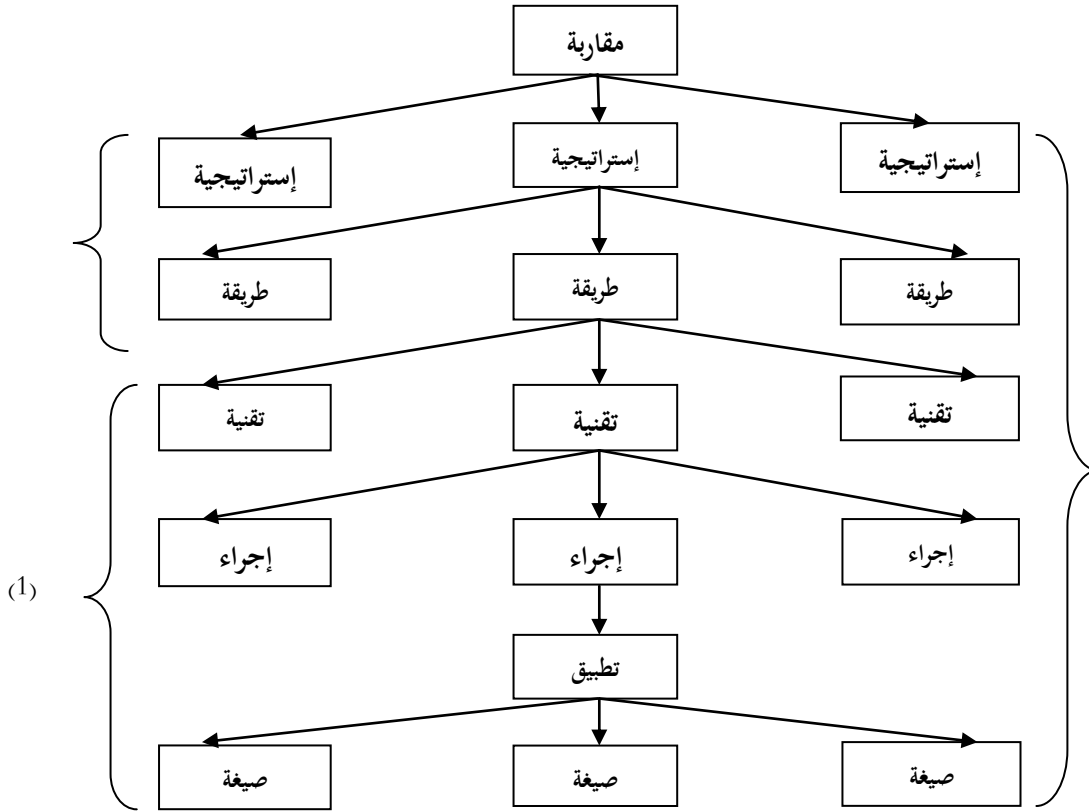 مقاربة
إستراتيجية إستراتيجية إستراتيجية
طريقة طريقة طريقة
تقنية تقنية تقنية
إجراء إجراء إجراء
(1)
تطبيق
صيغة صيغة صيغة